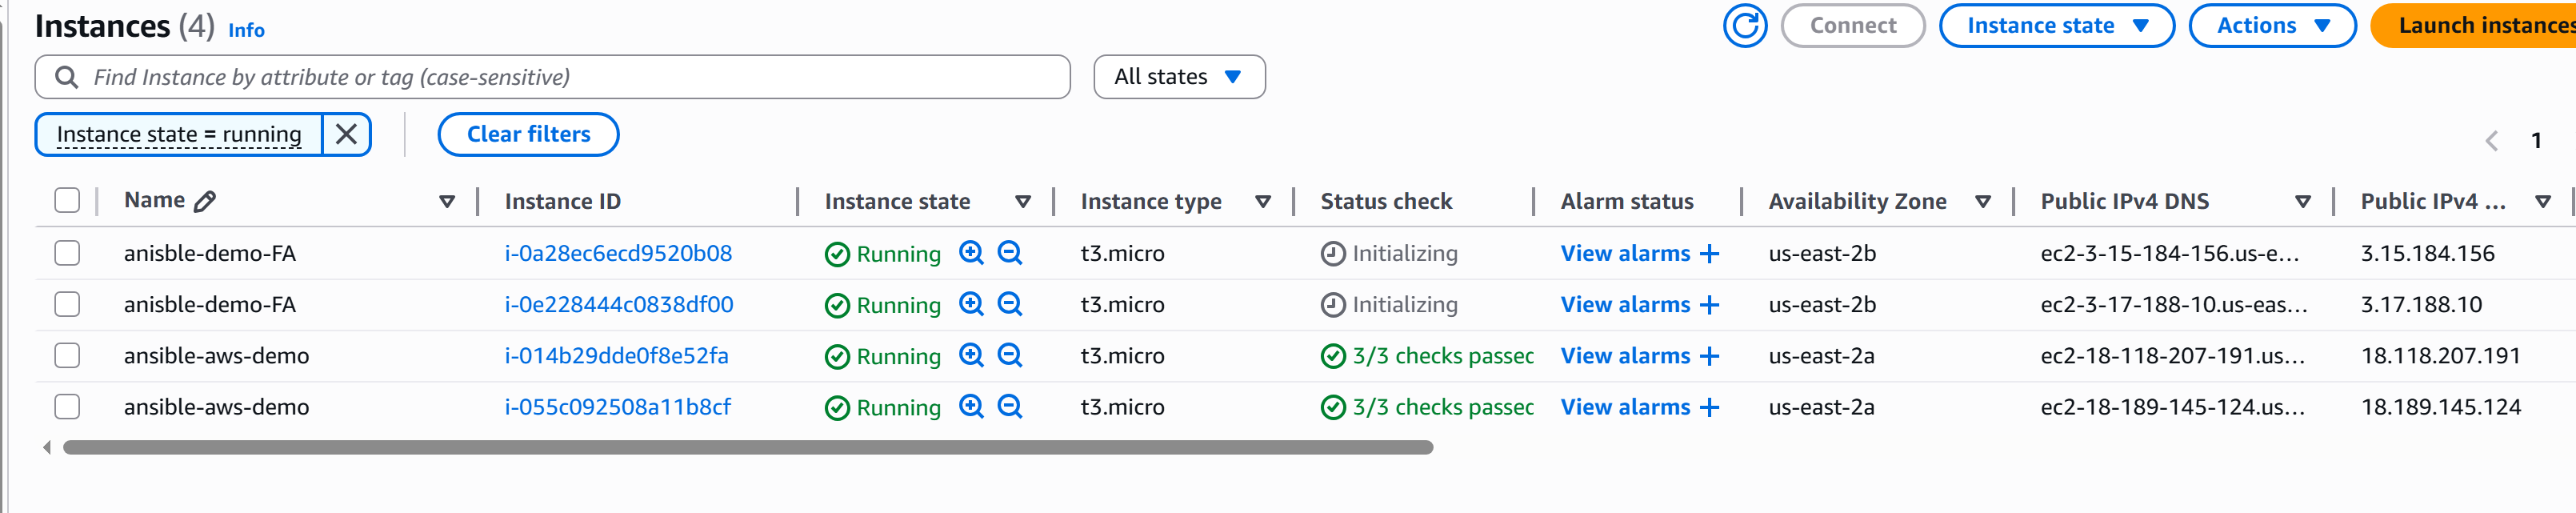 Instances (4) Info Connect Instance state Actions Launch instances
Find Instance by attribute or tag (case-sensitive) All states
Instance state = running Clear filters 1
Name Instance ID Instance state Instance type Status check Alarm status Availability Zone Public IPv4 DNS Public IPv4 ...
anisble-demo-FA i-0a28ec6ecd9520b08 Running t3.micro Initializing View alarms + us-east-2b ec2-3-15-184-156.us-e... 3.15.184.156
anisble-demo-FA i-0e228444c0838df00 Running t3.micro Initializing View alarms + us-east-2b ec2-3-17-188-10.us-eas... 3.17.188.10
ansible-aws-demo i-014b29dde0f8e52fa Running t3.micro 3/3 checks passec View alarms + us-east-2a ec2-18-118-207-191.us... 18.118.207.191
ansible-aws-demo i-055c092508a11b8cf Running t3.micro 3/3 checks passec View alarms + us-east-2a ec2-18-189-145-124.us... 18.189.145.124